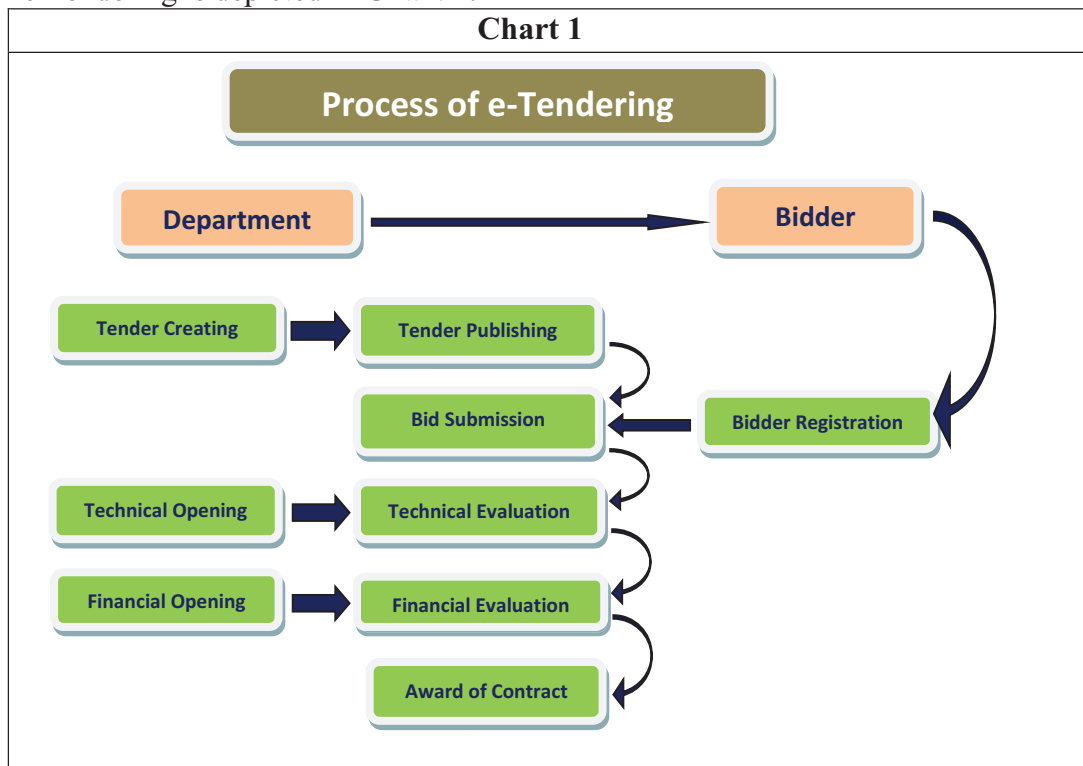 Chart 1
Process of e-Tendering
Department
Bidder
Tender Creating
Tender Publishing
Bid Submission
Bidder Registration
Technical Opening
Technical Evaluation
Financial Opening
Financial Evaluation
Award of Contract